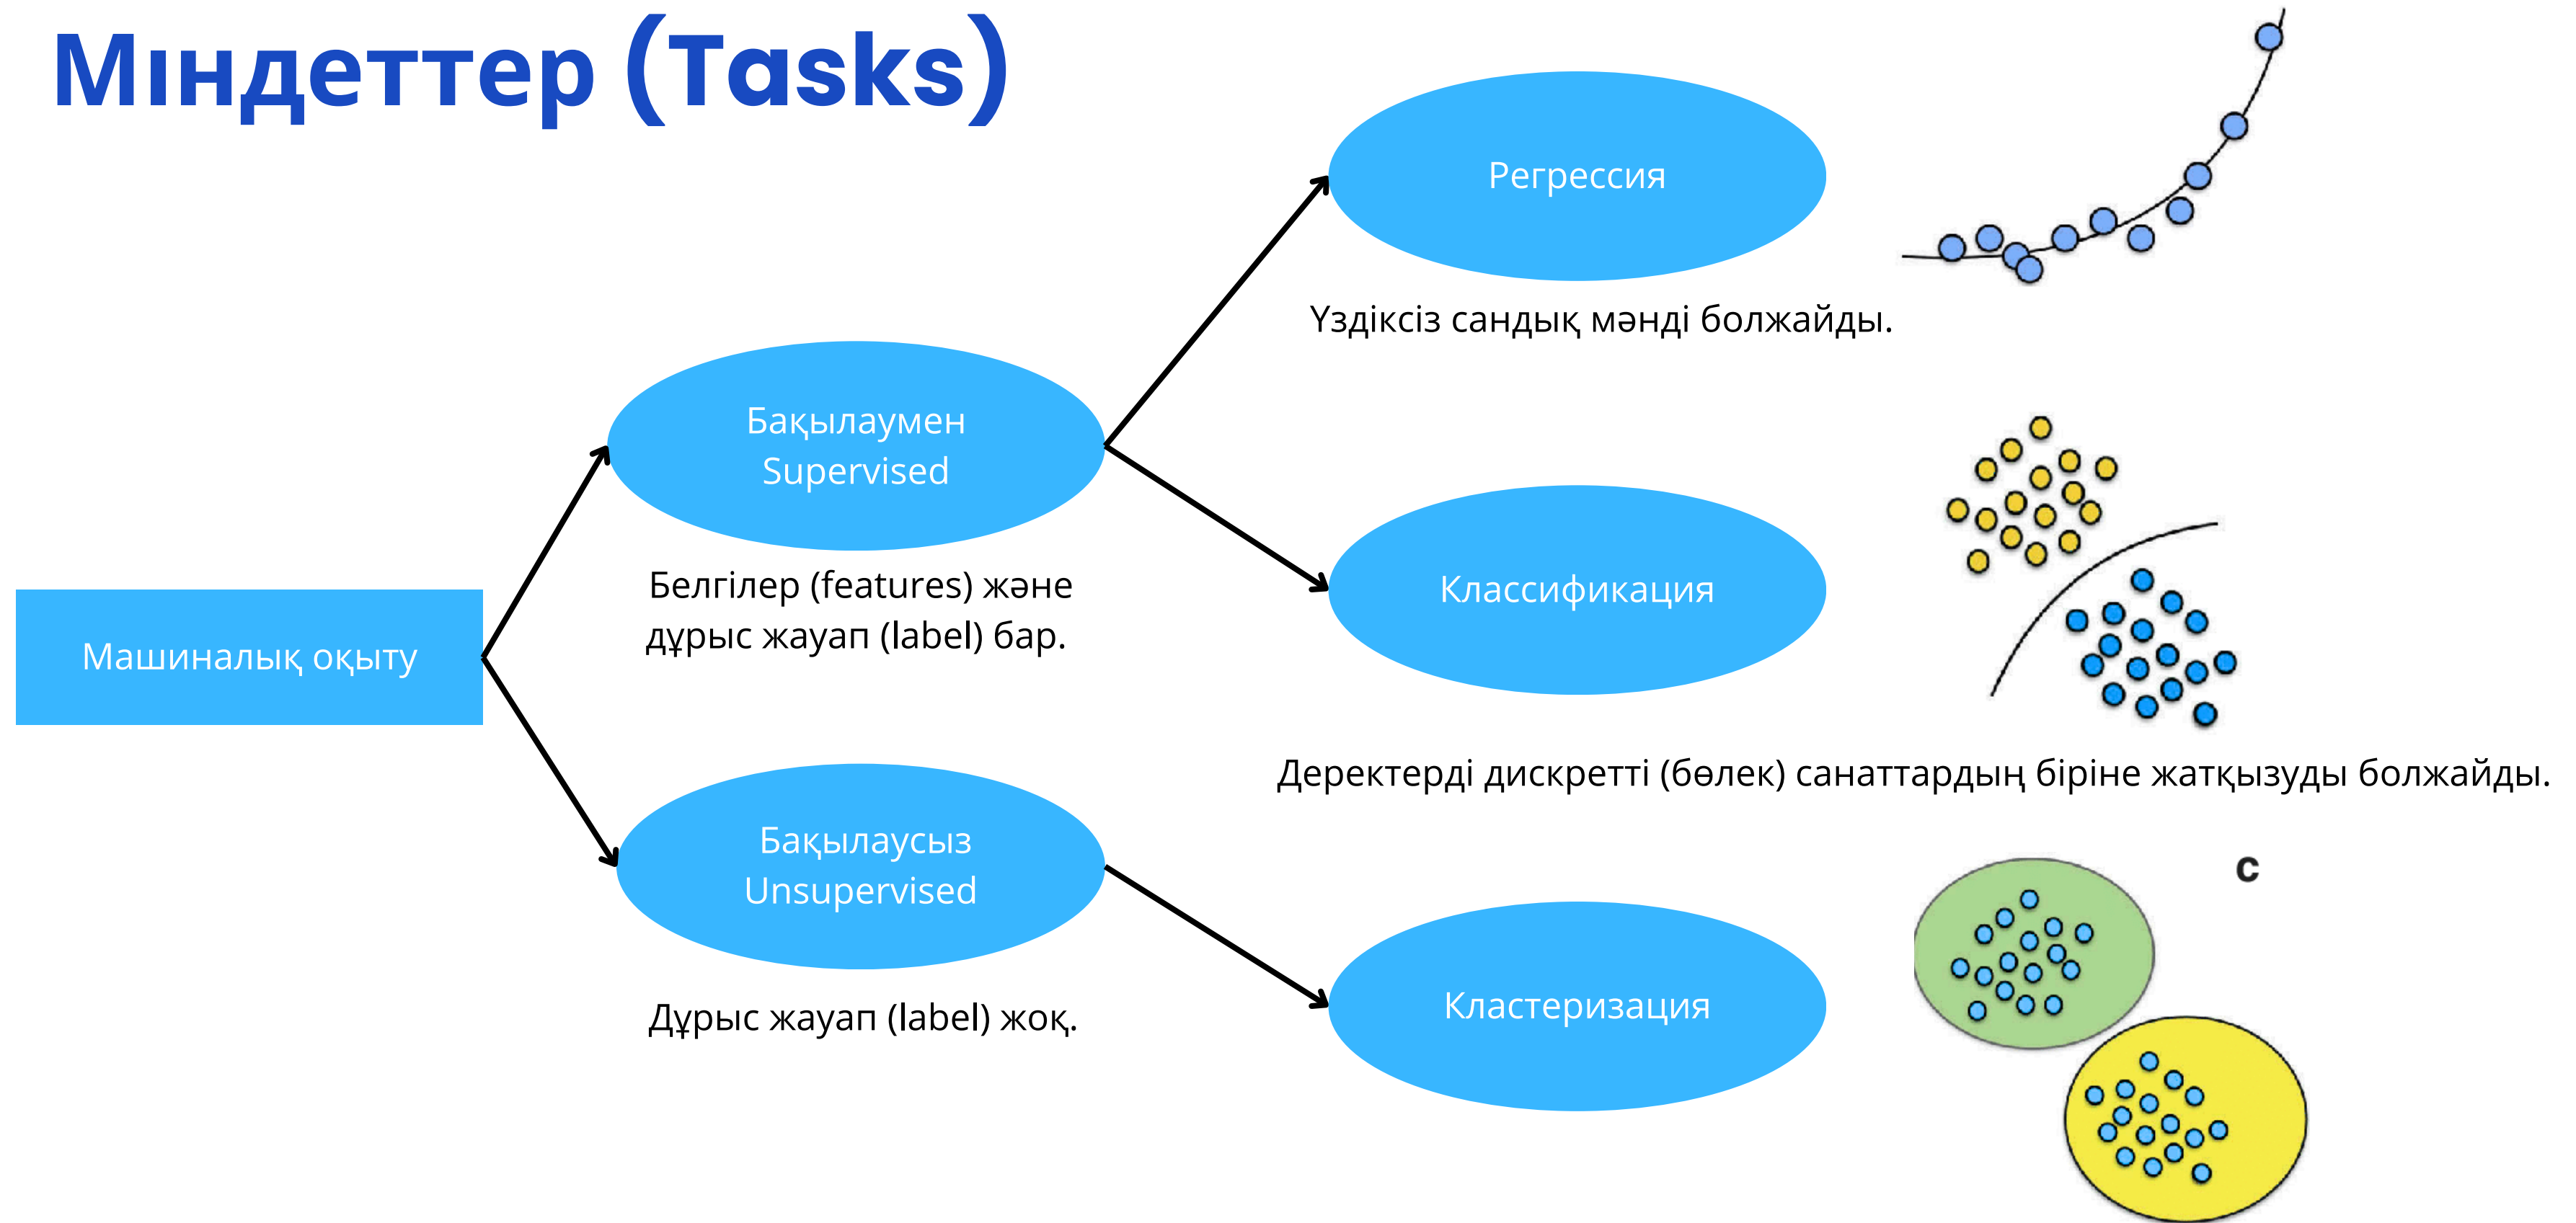 Міндеттер (Tasks)
Регрессия
Үздіксіз сандық мәнді болжайды.
Бақылаумен
Supervised
Белгілер (features) және
дұрыс жауап (label) бар.
Машиналық оқыту
Классификация
Деректерді дискретті (бөлек) санаттардың біріне жатқызуды болжайды.
Бақылаусыз
Unsupervised
Дұрыс жауап (label) жоқ.
Кластеризация
c